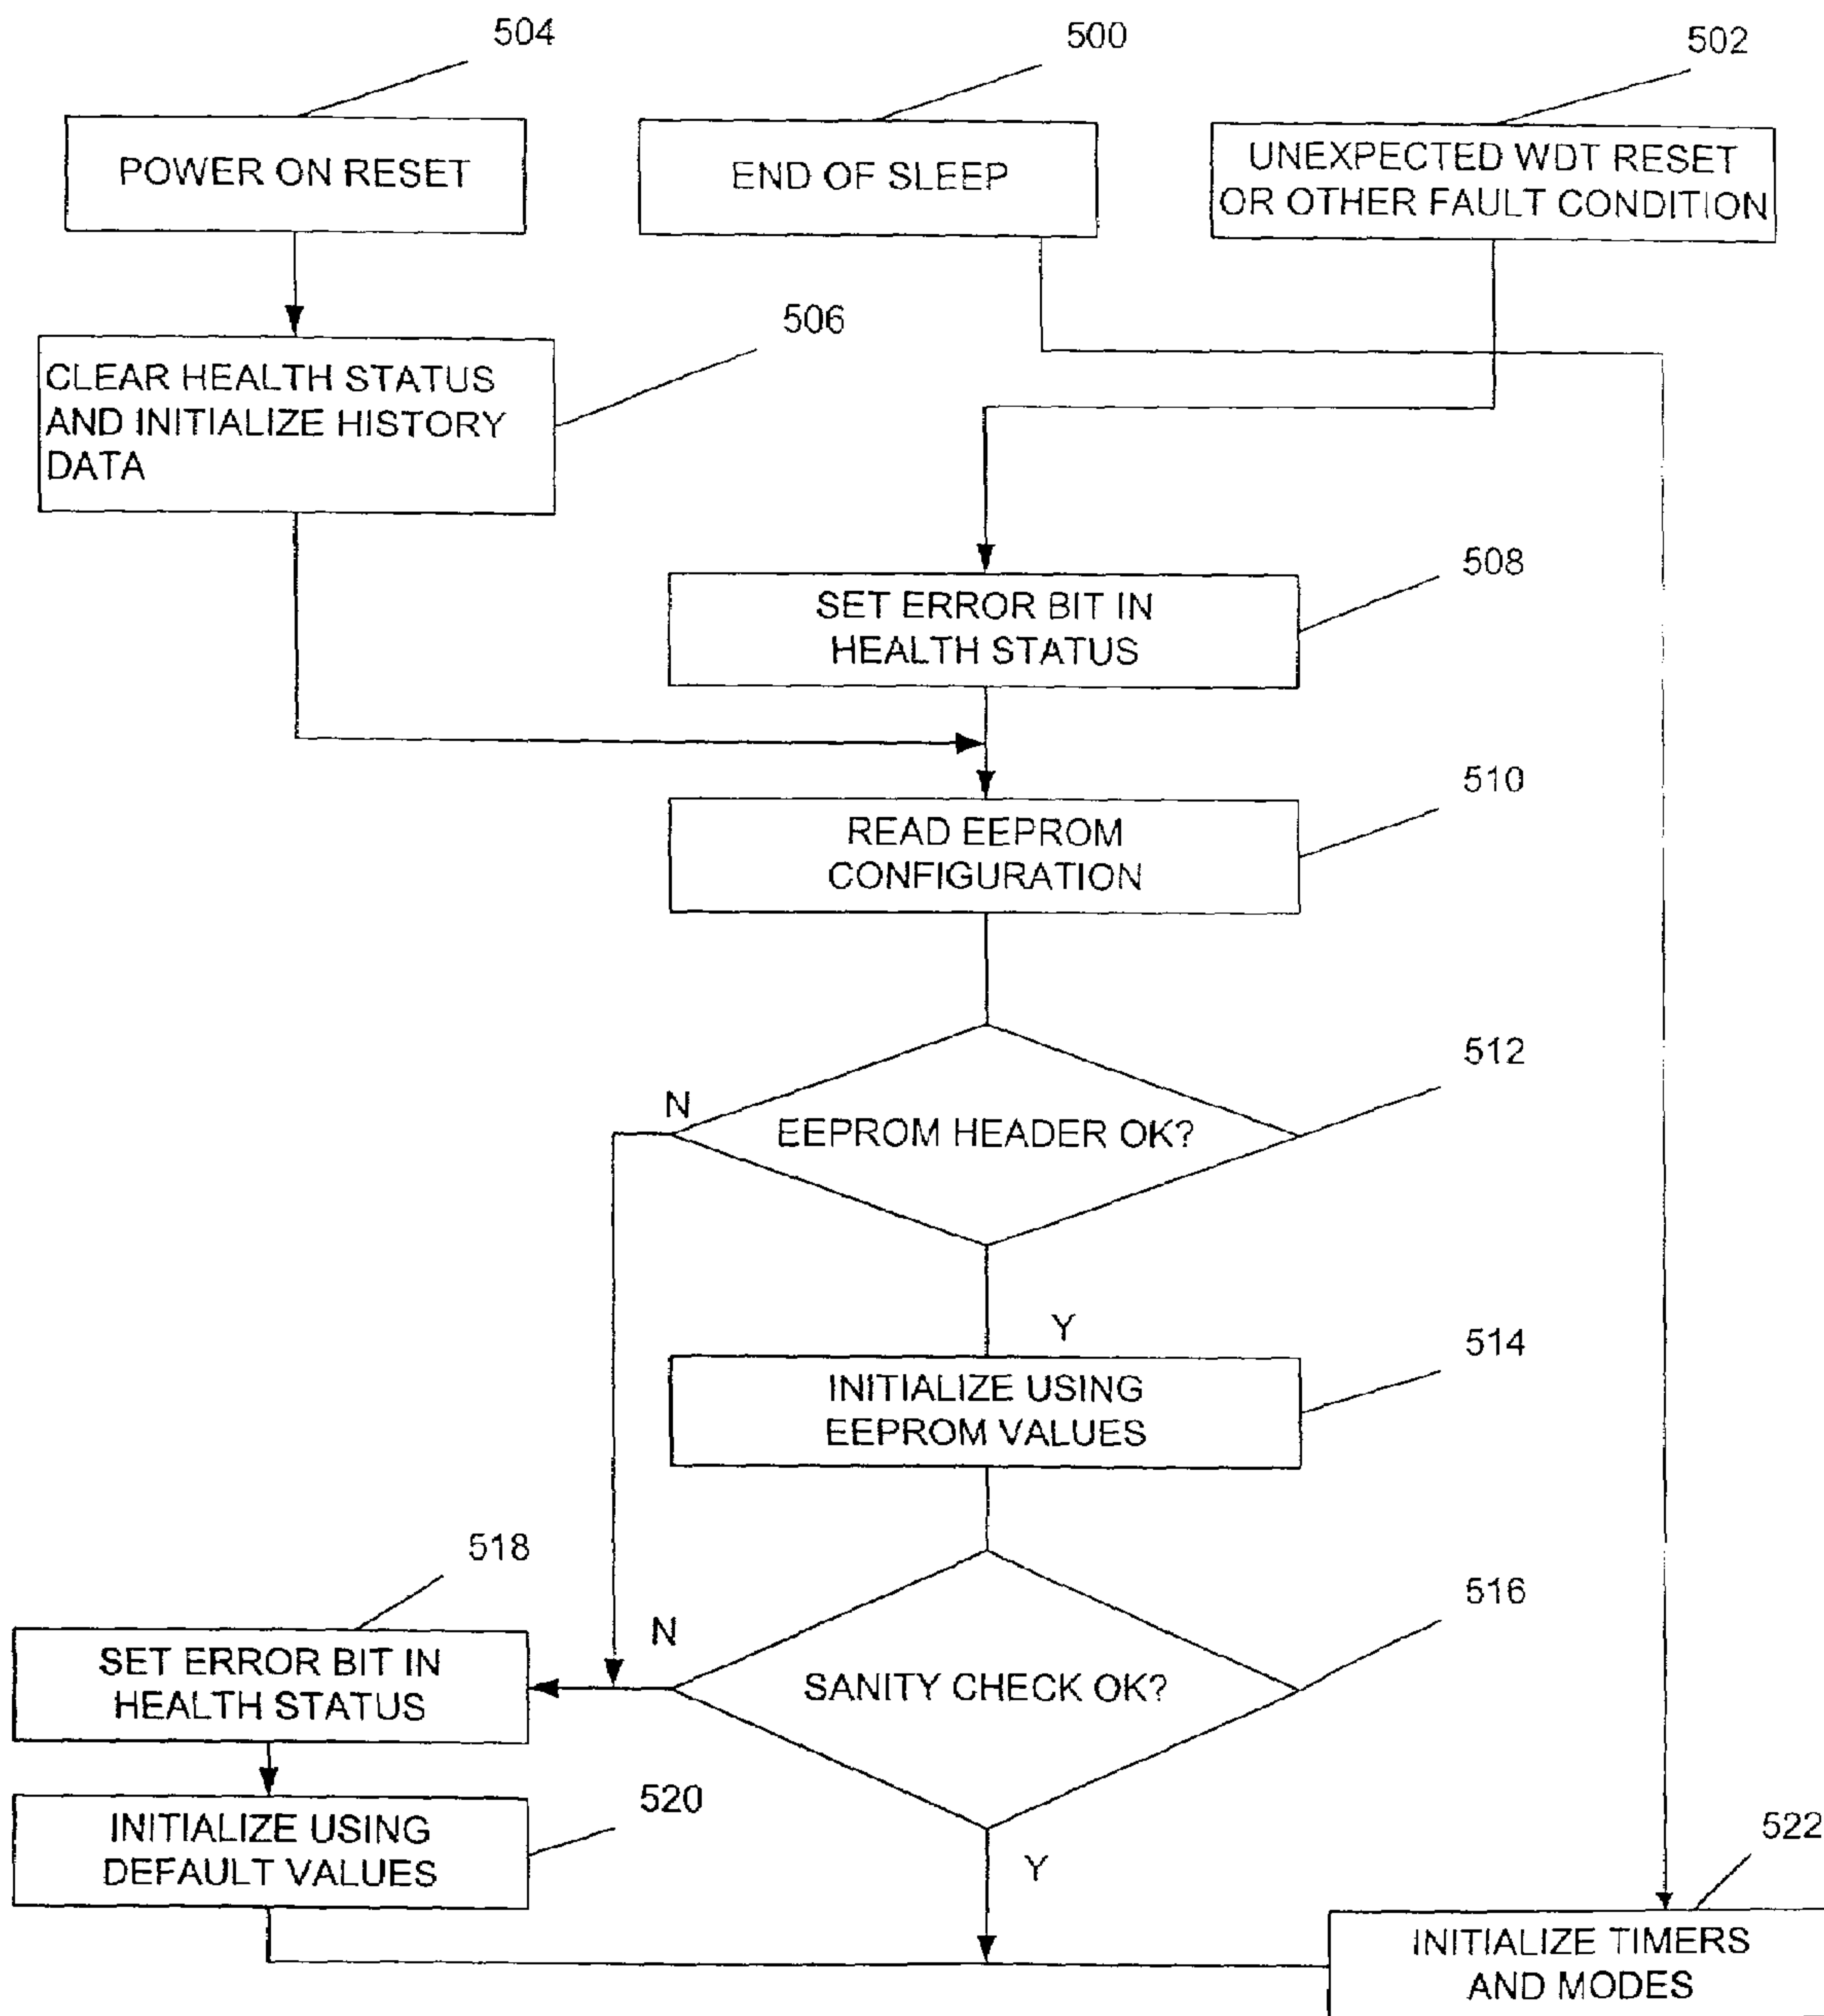 504
500
502
POWER ON RESET
END OF SLEEP
UNEXPECTED WDT RESET
OR OTHER FAULT CONDITION
506
CLEAR HEALTH STATUS
AND INITIALIZE HISTORY
DATA
508
SET ERROR BIT IN
HEALTH STATUS
510
READ EEPROM
CONFIGURATION
512
N
EEPROM HEADER OK?
Y
514
INITIALIZE USING
EEPROM VALUES
518
516
N
SET ERROR BIT IN
HEALTH STATUS
SANITY CHECK OK?
520
INITIALIZE USING
DEFAULT VALUES
Y
522
INITIALIZE TIMERS
AND MODES